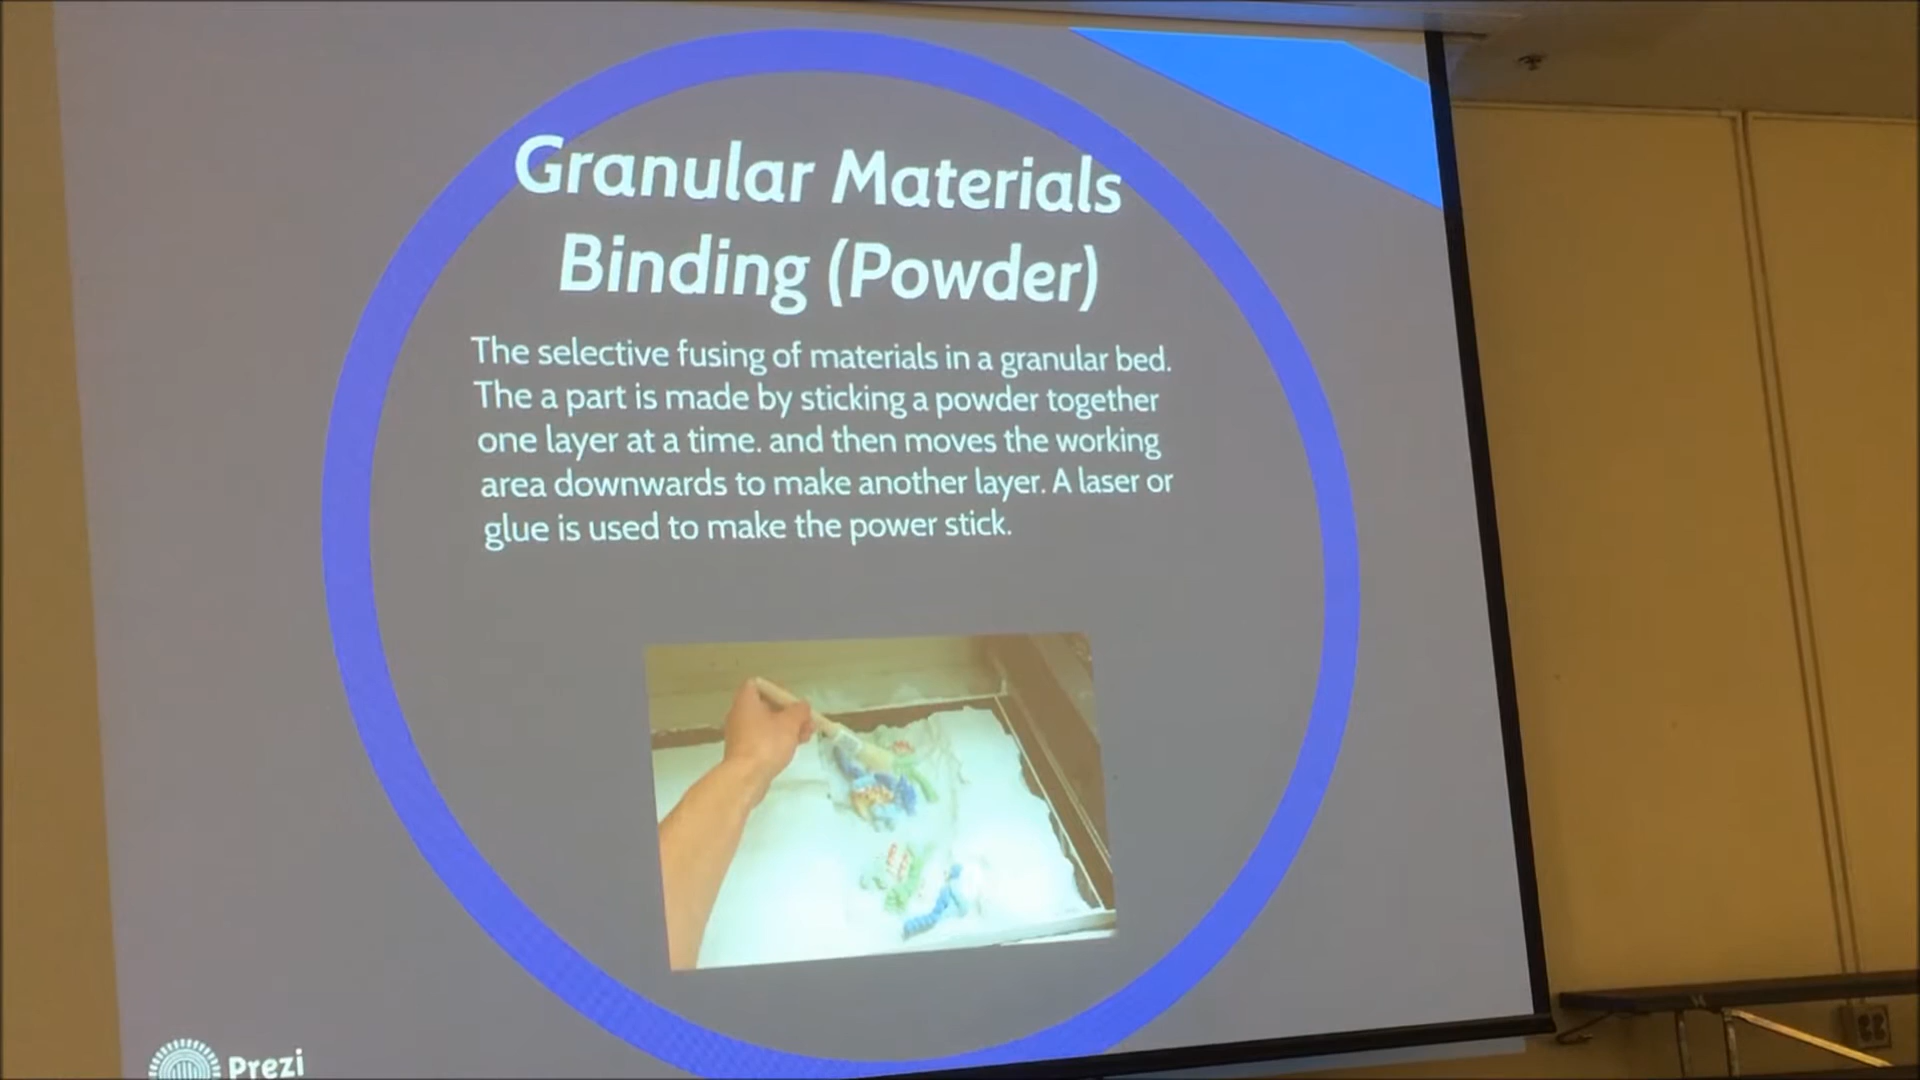 Granular Materials
Binding (Powder)
The selective fusing of materials in a granular bed.
The a part is made by sticking a powder together
one layer at a time. and then moves the working
area downwards to make another layer. A laser or
glue is used to make the power stick.
Prezi